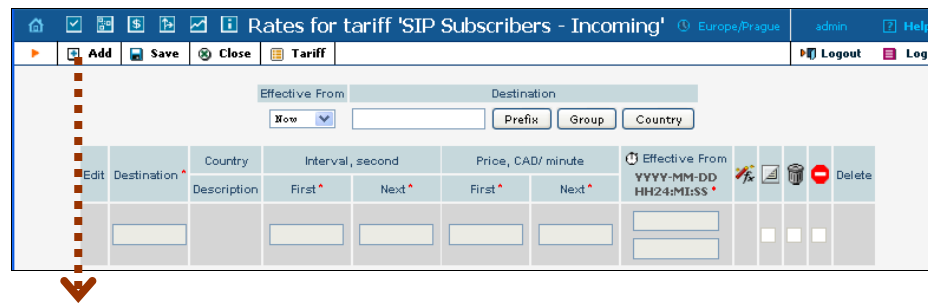 Rates for tariff 'SIP Subscribers - Incoming' Europe/Prague admin ? Help
Add Save Close Tariff Logout Log
Effective From Destination
Now Prefix Group Country
Edit Destination * Country Interval, second Price, CAD/ minute Effective From Delete
Description First * Next * First * Next * YYYY-MM-DD
HH24:MI:SS *